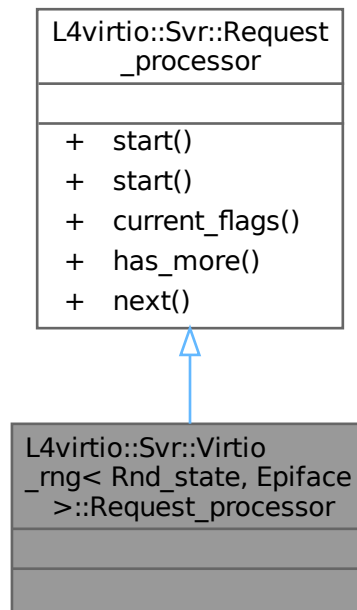 L4virtio::Svr::Request
_processor
+ start()
+ start()
+ current_flags()
+ has_more()
+ next()
L4virtio::Svr::Virtio
_rng< Rnd_state, Epiface
>::Request_processor